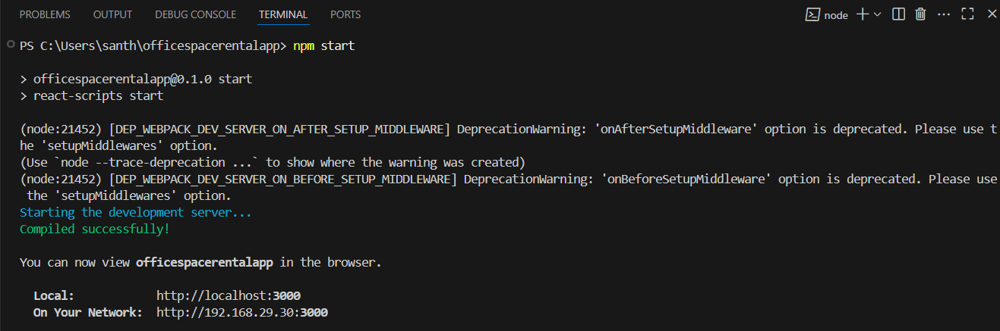 PROBLEMS OUTPUT DEBUG CONSOLE TERMINAL PORTS node
PS C:\Users\santh\officespacerentalapp> npm start
> officespacerentalapp@0.1.0 start
> react-scripts start
(node:21452) [DEP_WEBPACK_DEV_SERVER_ON_AFTER_SETUP_MIDDLEWARE] DeprecationWarning: 'onAfterSetupMiddleware' option is deprecated. Please use t
he 'setupMiddlewares' option.
(Use `node --trace-deprecation ...` to show where the warning was created)
(node:21452) [DEP_WEBPACK_DEV_SERVER_ON_BEFORE_SETUP_MIDDLEWARE] DeprecationWarning: 'onBeforeSetupMiddleware' option is deprecated. Please use
 the 'setupMiddlewares' option.
Starting the development server...
Compiled successfully!
You can now view officespacerentalapp in the browser.
Local: http://localhost:3000
On Your Network: http://192.168.29.30:3000